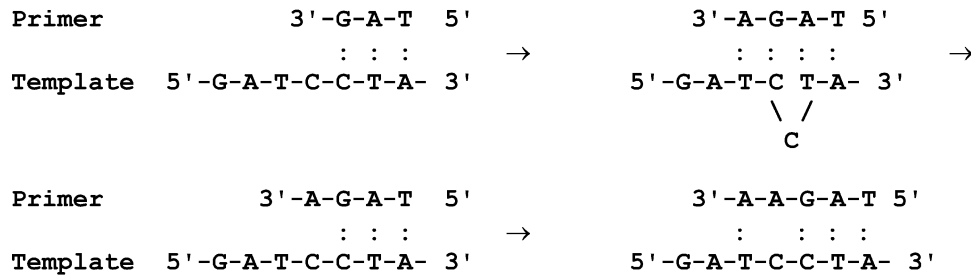 Primer 3'-G-A-T 5' 3'-A-G-A-T 5'
: : : → : : : : →
Template 5'-G-A-T-C-C-T-A- 3' 5'-G-A-T-C T-A- 3'
\ /
C
Primer 3'-A-G-A-T 5' 3'-A-A-G-A-T 5'
: : : → : : : :
Template 5'-G-A-T-C-C-T-A- 3' 5'-G-A-T-C-C-T-A- 3'